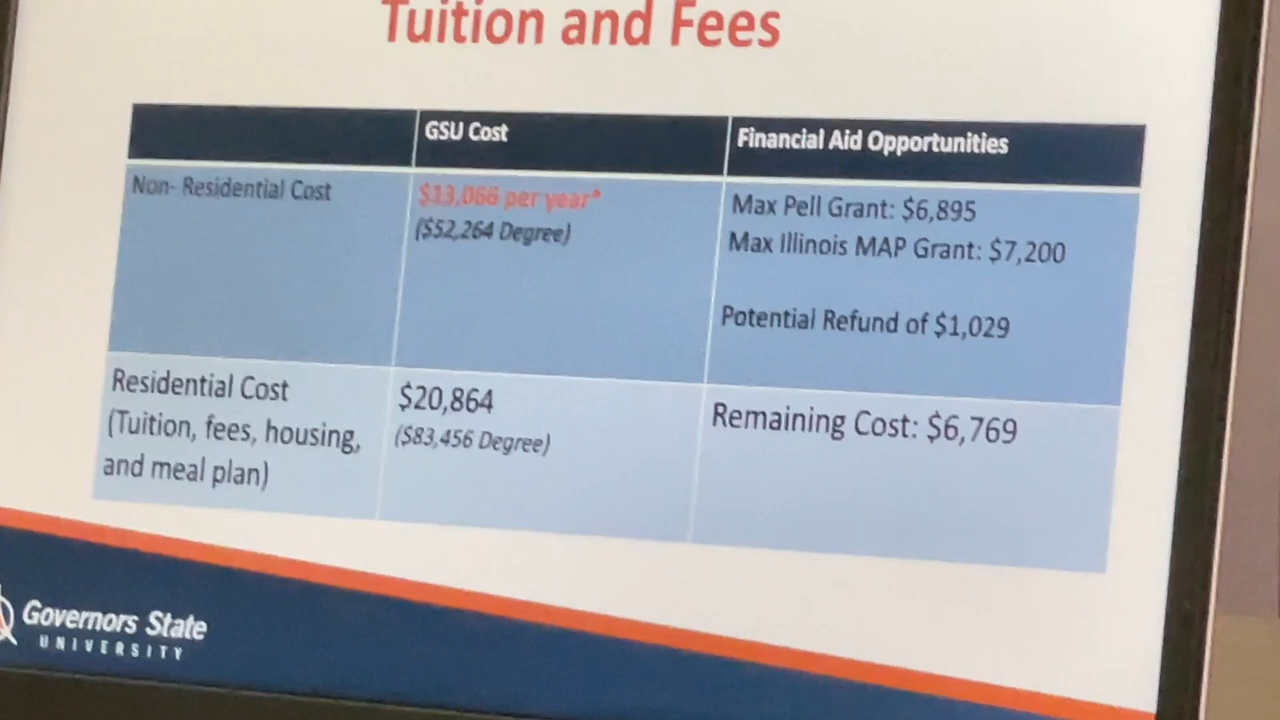 Tuition and Fees
GSU Cost
Financial Aid Opportunities
Non- Residential Cost
$13,066 per year*
($52,264 Degree)
Max Pell Grant: $6,895
Max Illinois MAP Grant: $7,200
Potential Refund of $1,029
Residential Cost
(Tuition, fees, housing,
and meal plan)
$20,864
($83,456 Degree)
Remaining Cost: $6,769
Governors State
UNIVERSITY